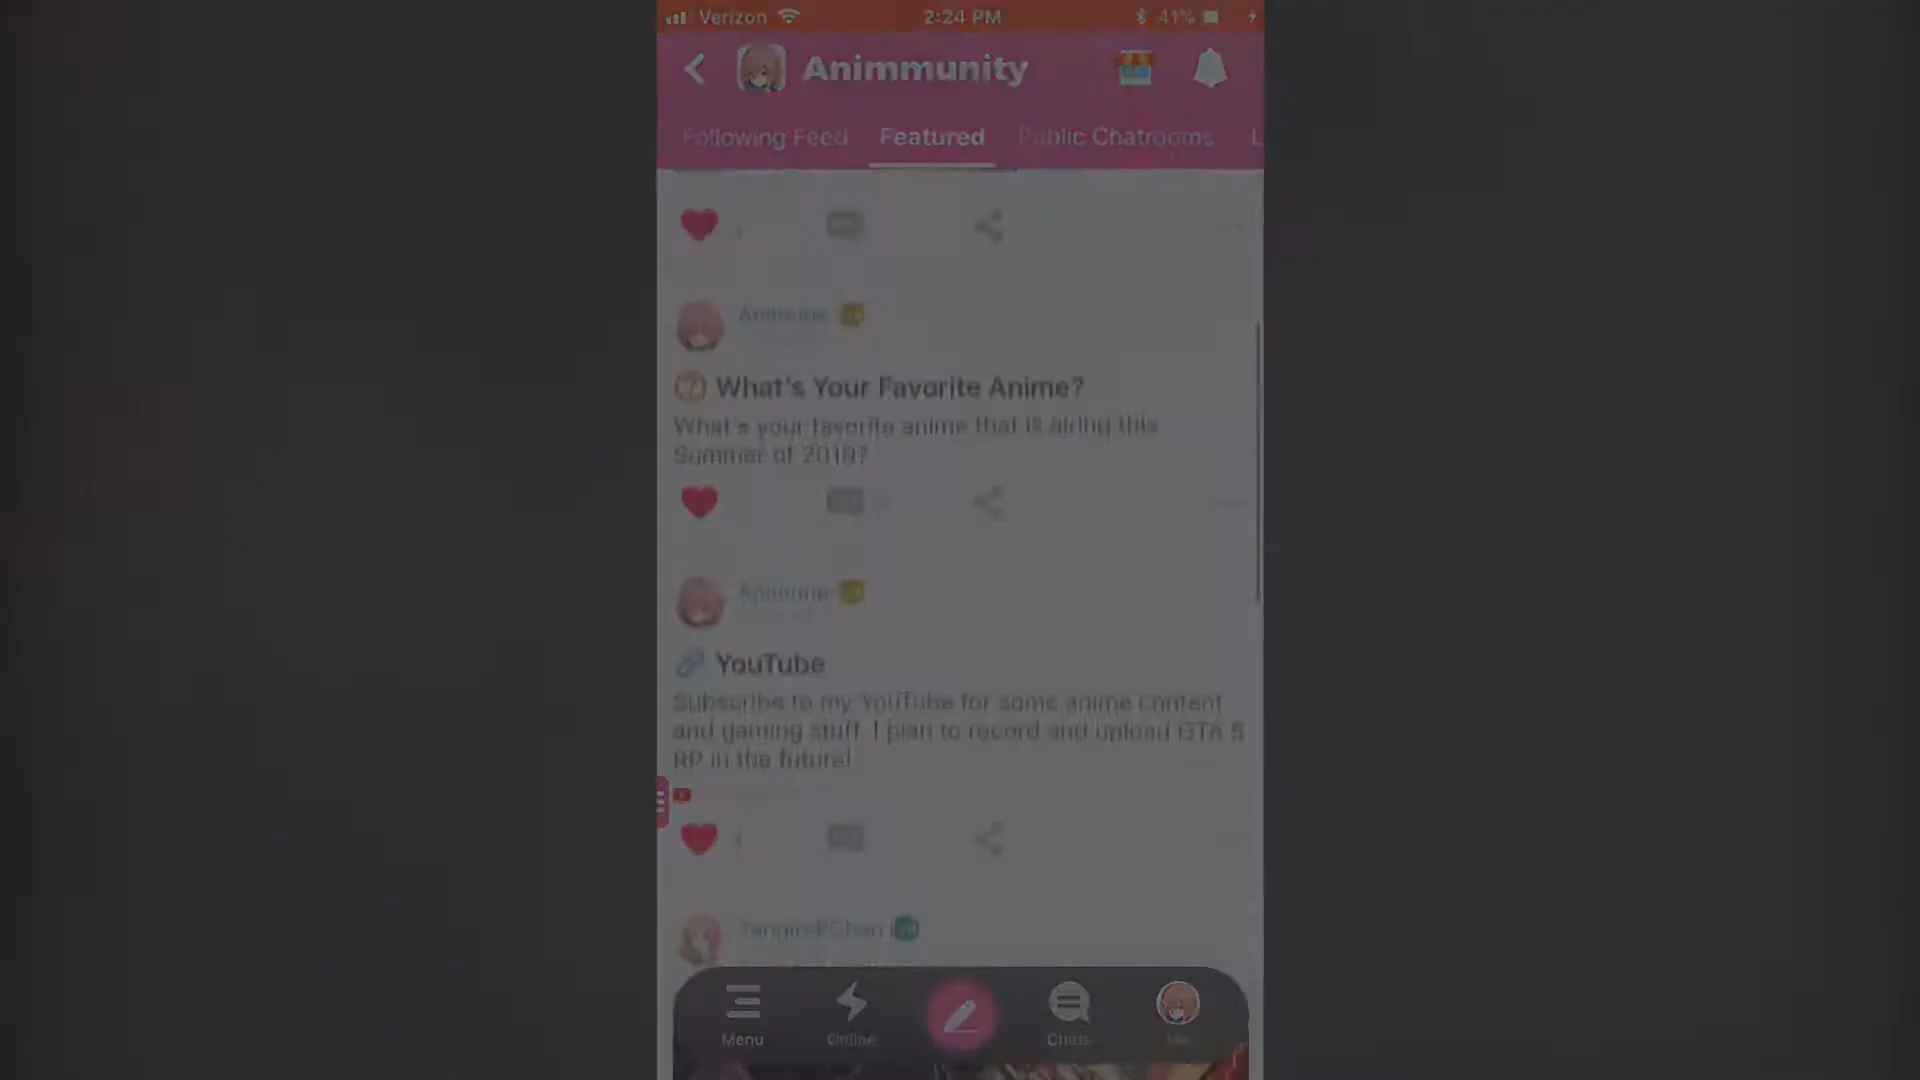 Verizon 2:24 PM 41%
Animmunity
Following Feed Featured Public Chatrooms L
What's Your Favorite Anime?
What's your favorite anime that is airing this
Summer of 2019?
YouTube
Subscribe to my YouTube for some anime content
and gaming stuff. I plan to record and upload GTA 5
RP in the future!
Menu Online Chats Me